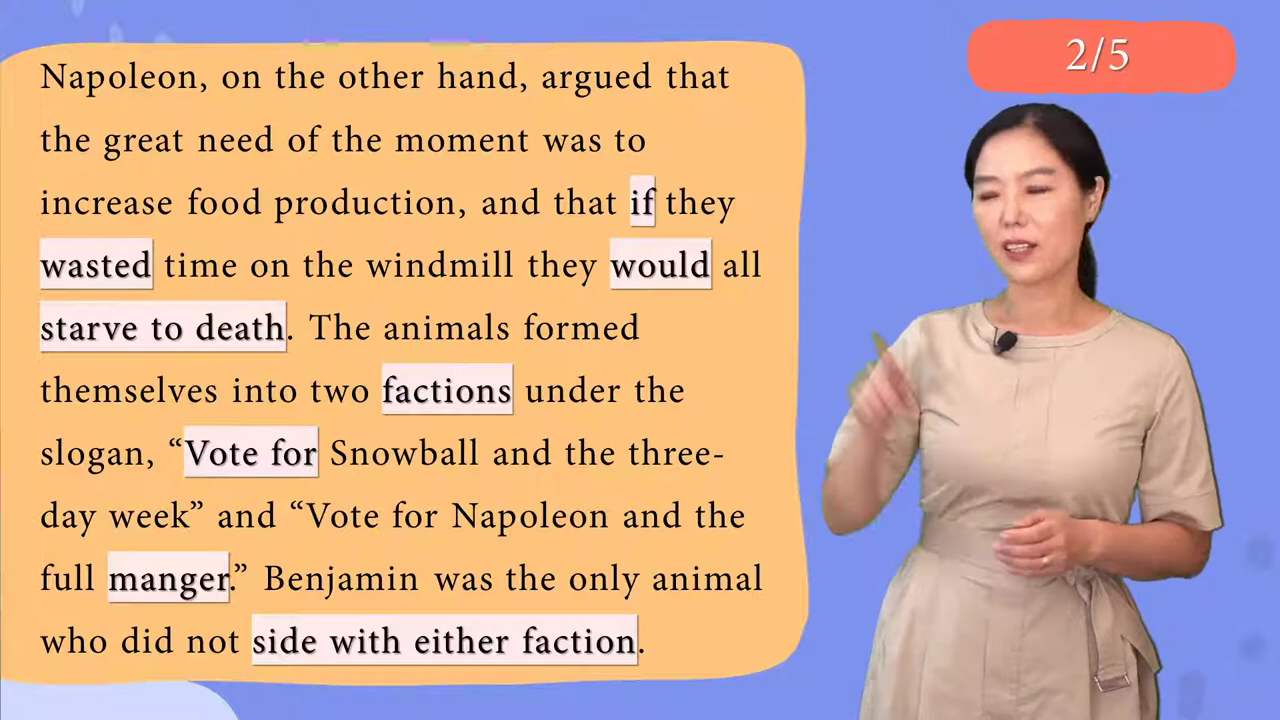 Napoleon, on the other hand, argued that
the great need of the moment was to
increase food production, and that if they
wasted time on the windmill they would all
starve to death. The animals formed
themselves into two factions under the
slogan, “Vote for Snowball and the three-
day week” and “Vote for Napoleon and the
full manger.” Benjamin was the only animal
who did not side with either faction.
2/5